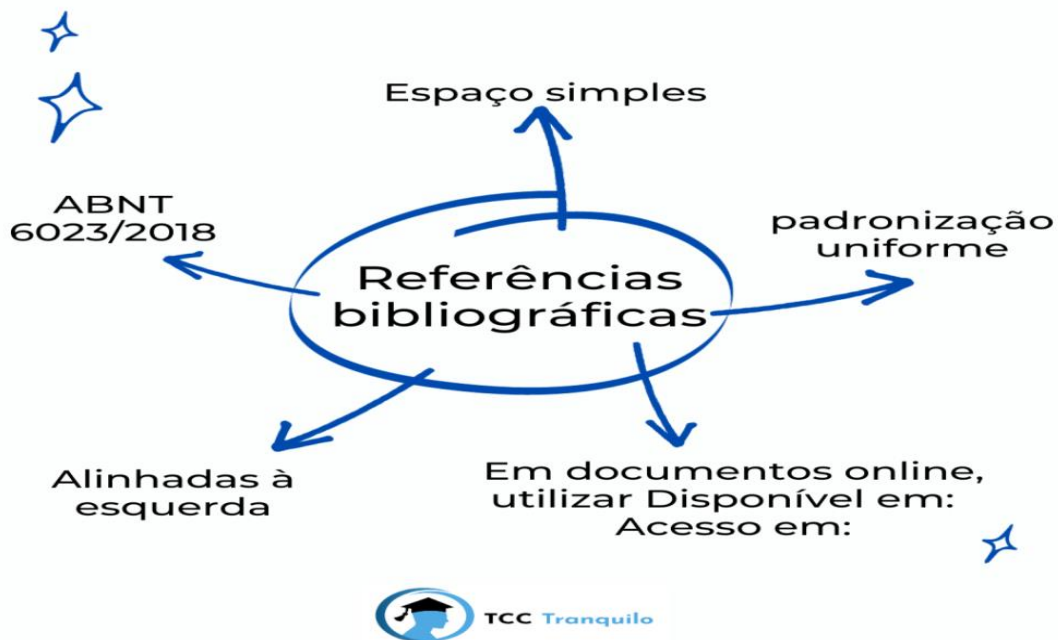 Espaço simples
ABNT
6023/2018
padronização
uniforme
Referências
bibliográficas
Alinhadas à
esquerda
Em documentos online,
utilizar Disponível em:
Acesso em:
TCC Tranquilo